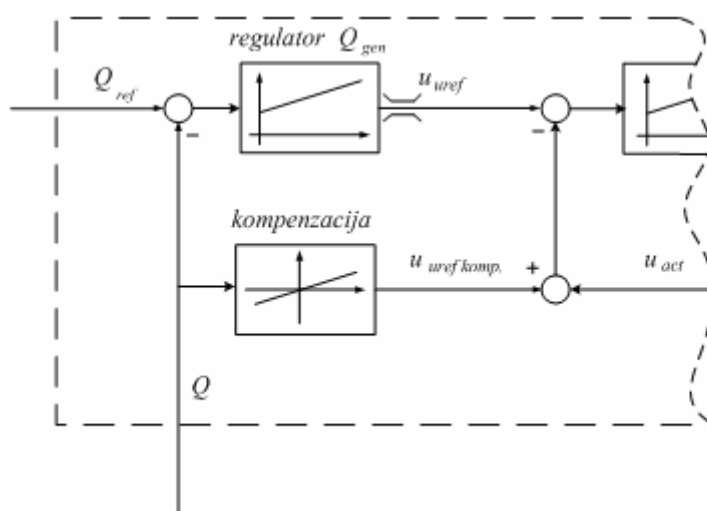 regulator Q gen
Q ref
u uref
−
−
kompenzacija
u uref komp.
+
u act
Q